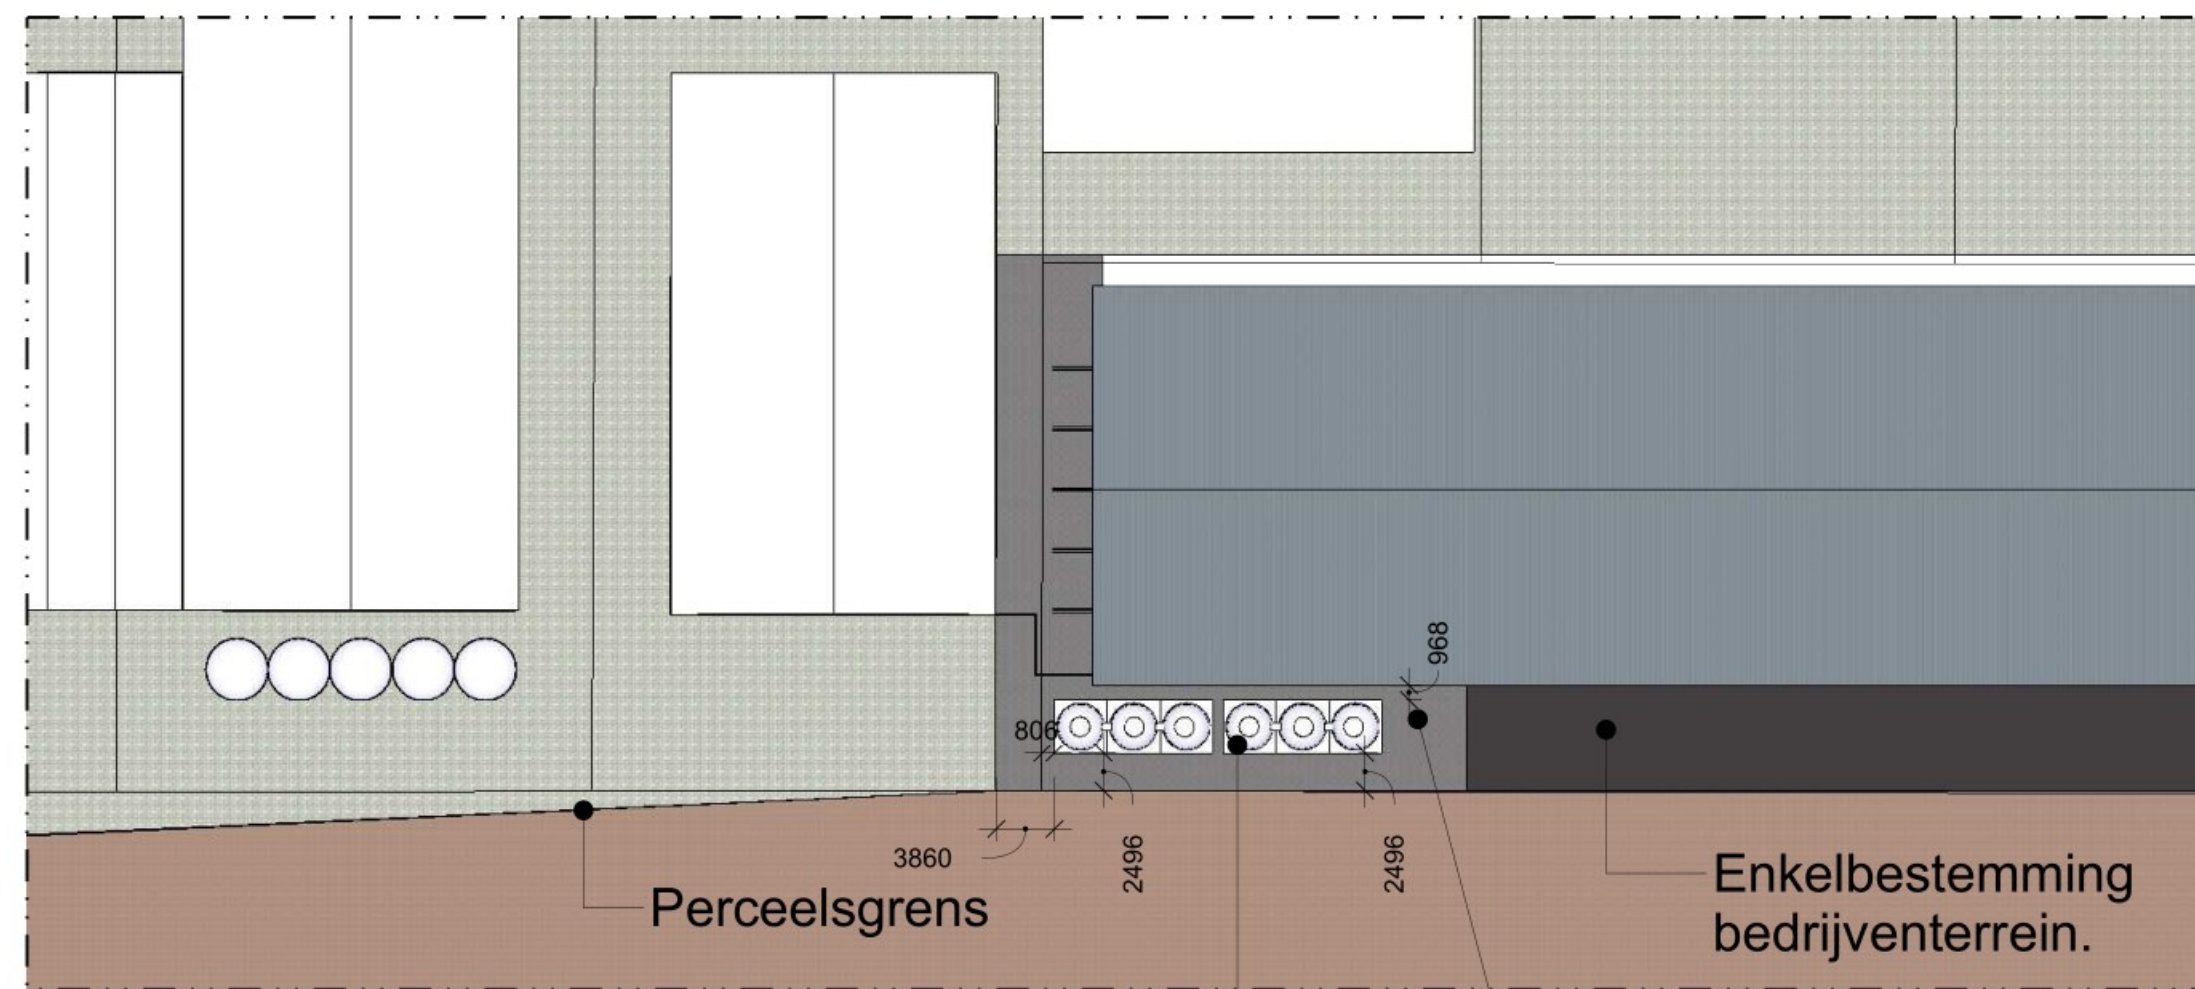 968
806
3860
2496
2496
Perceelsgrens
Enkelbestemming
bedrijventerrein.